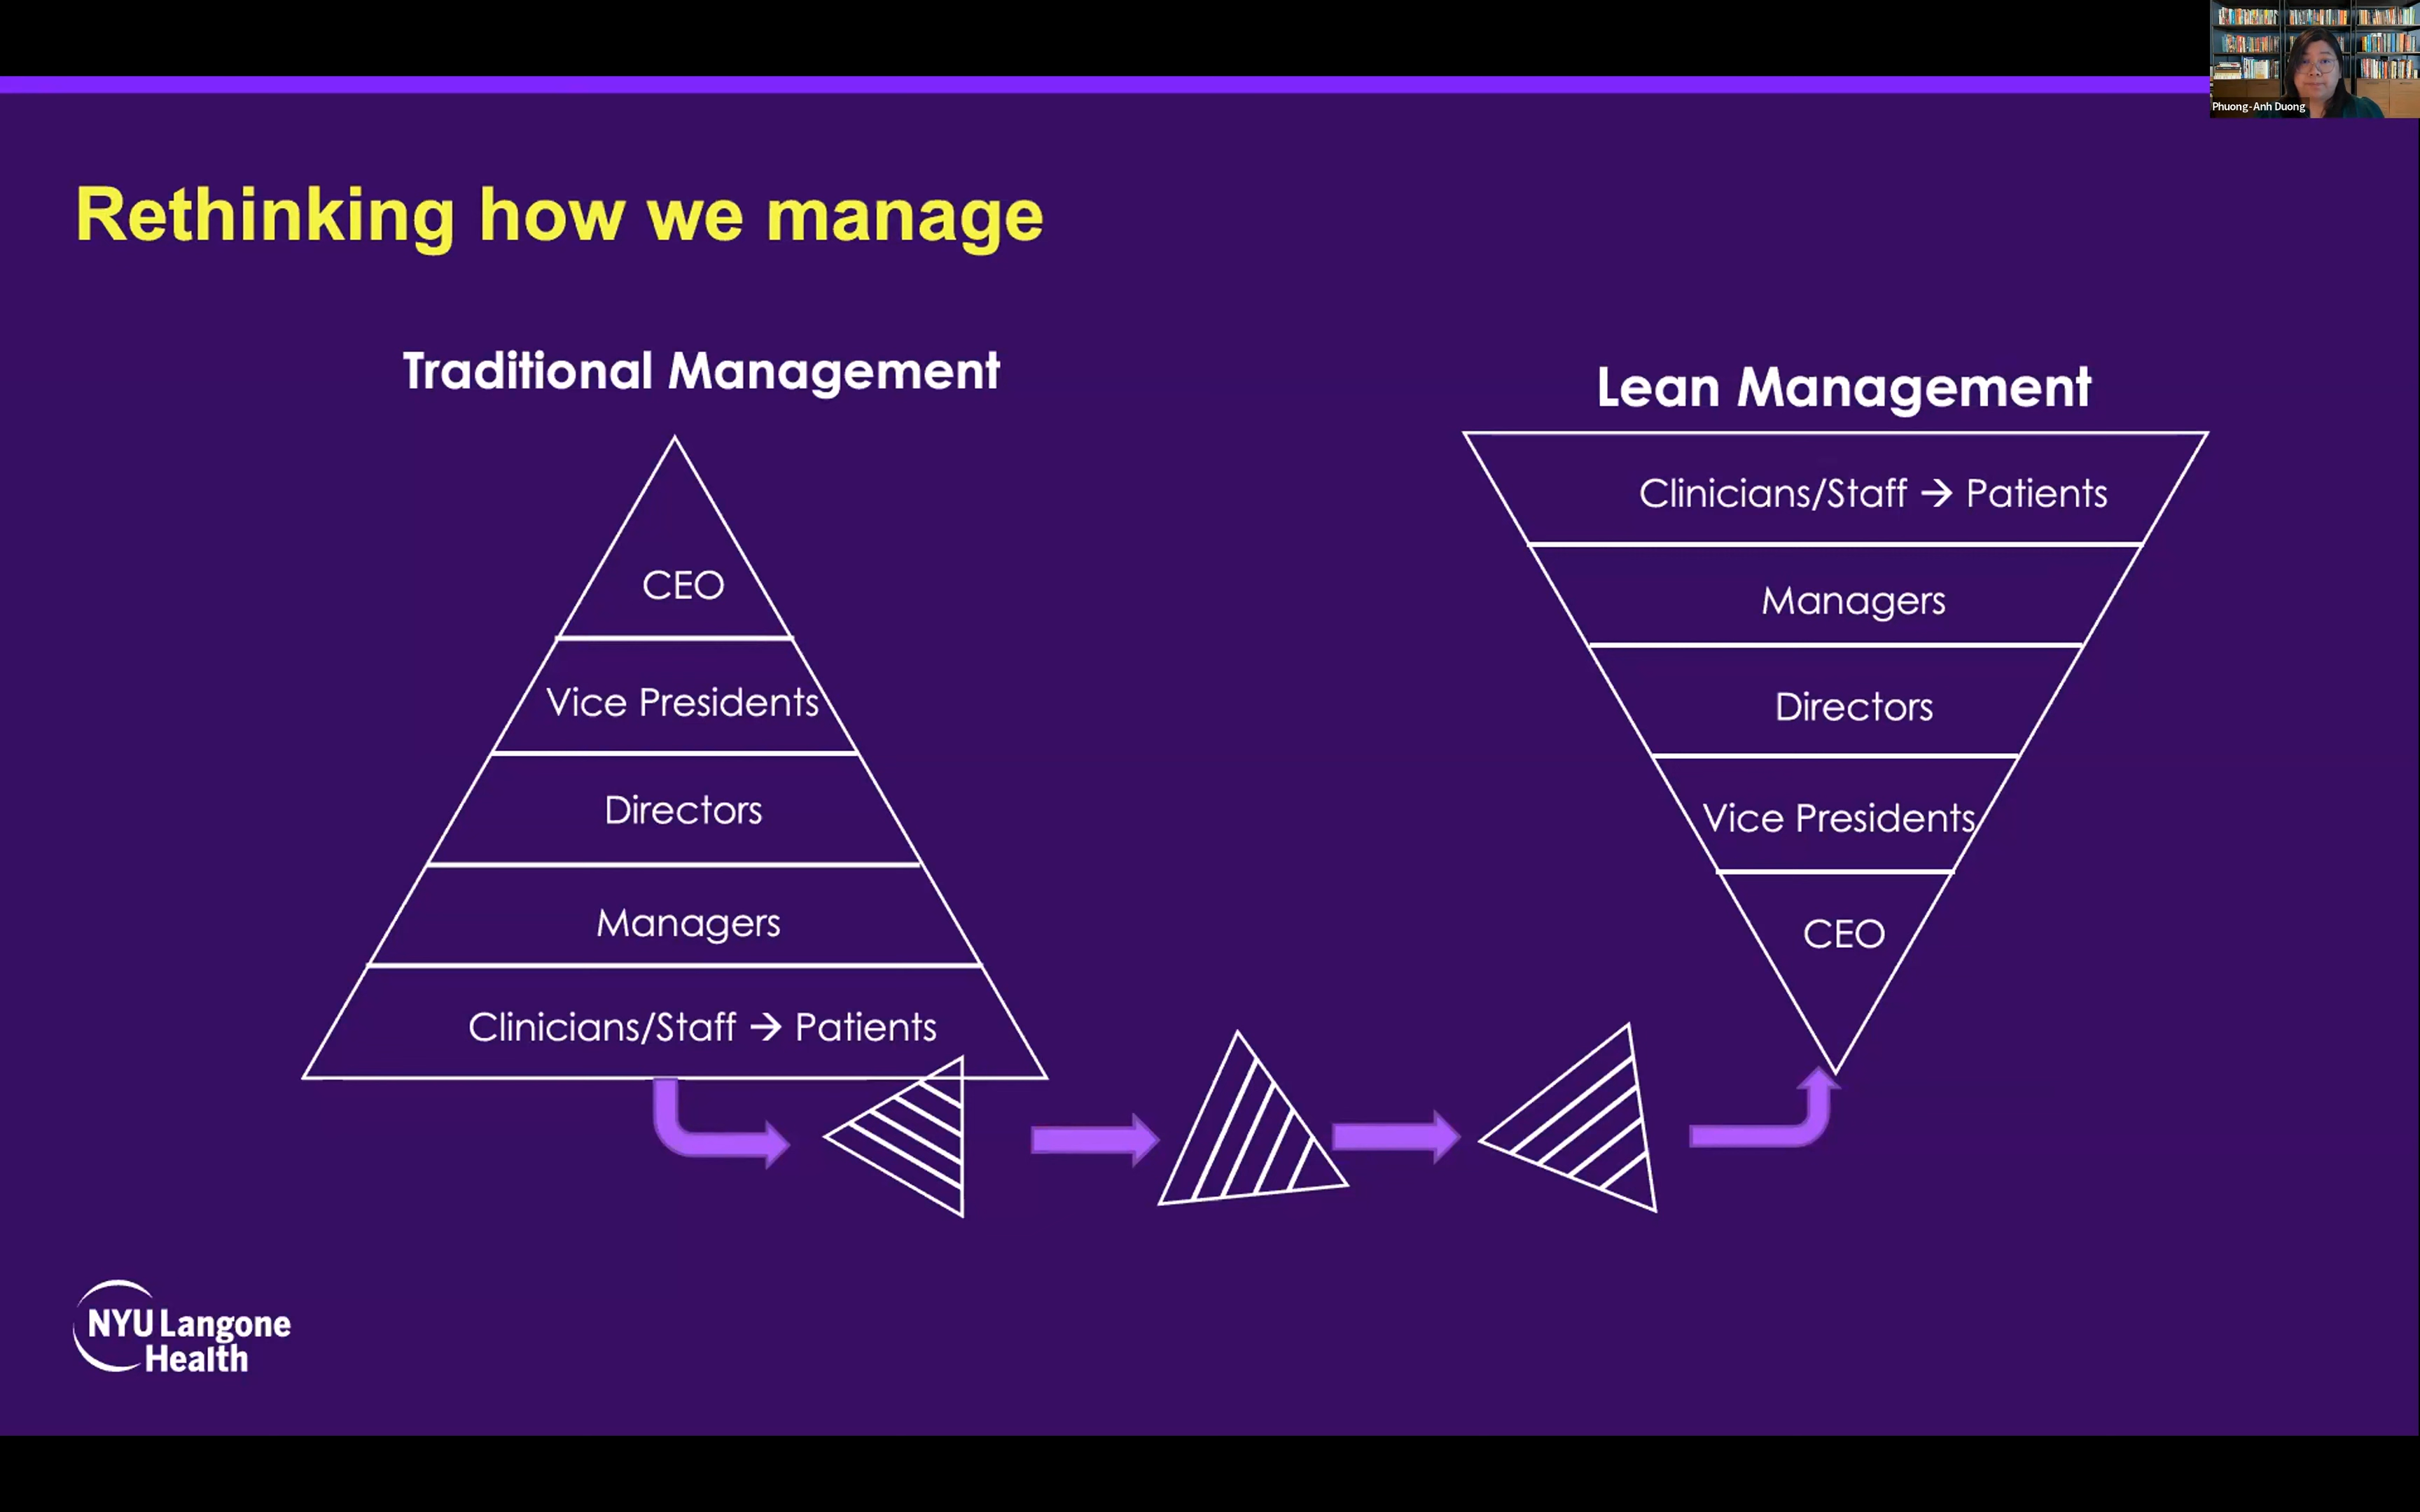 Phuong-Anh Duong
Rethinking how we manage
Traditional Management
CEO
Vice Presidents
Directors
Managers
Clinicians/Staff → Patients
Lean Management
Clinicians/Staff → Patients
Managers
Directors
Vice Presidents
CEO
NYU Langone
Health